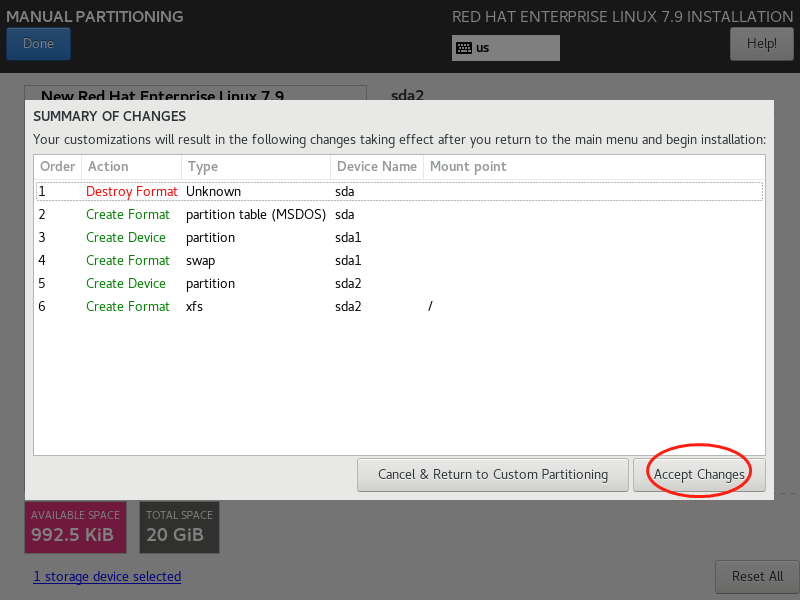 MANUAL PARTITIONING
RED HAT ENTERPRISE LINUX 7.9 INSTALLATION
Done
us
Help!
New Red Hat Enterprise Linux 7.9
sda2
SUMMARY OF CHANGES
Your customizations will result in the following changes taking effect after you return to the main menu and begin installation:
Order Action Type Device Name Mount point
1 Destroy Format Unknown sda
2 Create Format partition table (MSDOS) sda
3 Create Device partition sda1
4 Create Format swap sda1
5 Create Device partition sda2
6 Create Format xfs sda2 /
Cancel & Return to Custom Partitioning
Accept Changes
AVAILABLE SPACE
992.5 KiB
TOTAL SPACE
20 GiB
1 storage device selected
Reset All